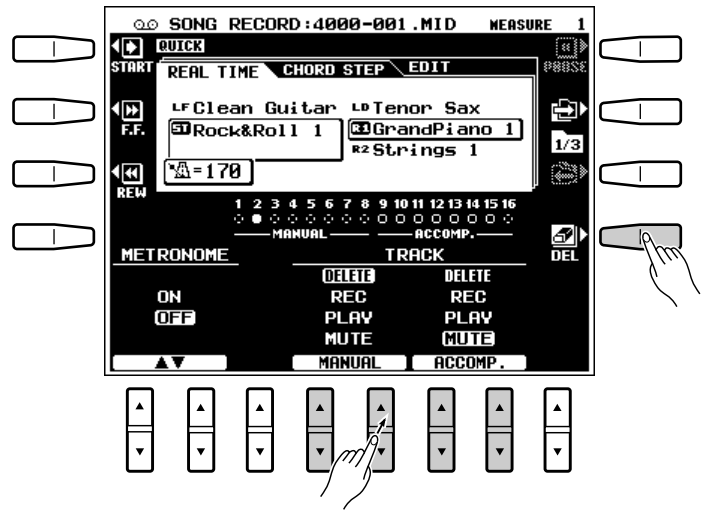 SONG RECORD:4000-001.MID MEASURE 1
QUICK
START REAL TIME CHORD STEP EDIT PAUSE
LF Clean Guitar LD Tenor Sax
ST Rock&Roll 1 R1 GrandPiano 1
F.F. R2 Strings 1 1/3
=170
REW
1 2 3 4 5 6 7 8 9 10 11 12 13 14 15 16
MANUAL ACCOMP.
METRONOME TRACK DEL
DELETE DELETE
ON REC REC
OFF PLAY PLAY
MUTE MUTE
▲▼ MANUAL ACCOMP.